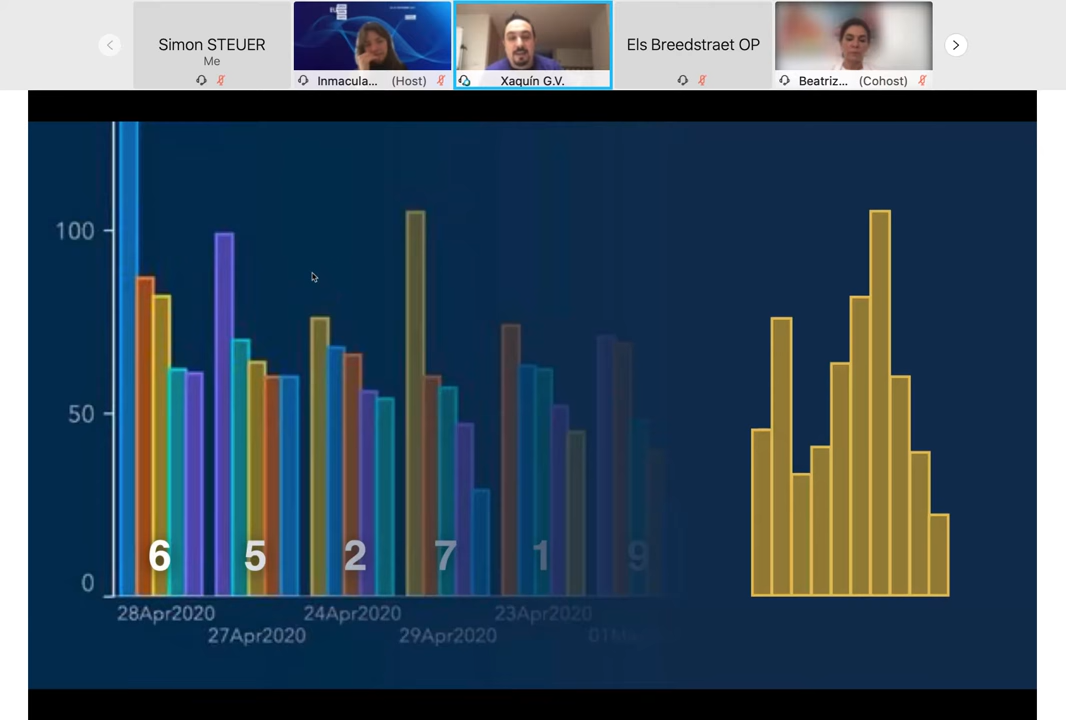 Simon STEUER
Me
Inmacula... (Host)
Xaquín G.V.
Els Breedstraet OP
Beatriz... (Cohost)
100
50
0
6 5 2 7 1 9
28Apr2020 24Apr2020 23Apr2020
27Apr2020 29Apr2020